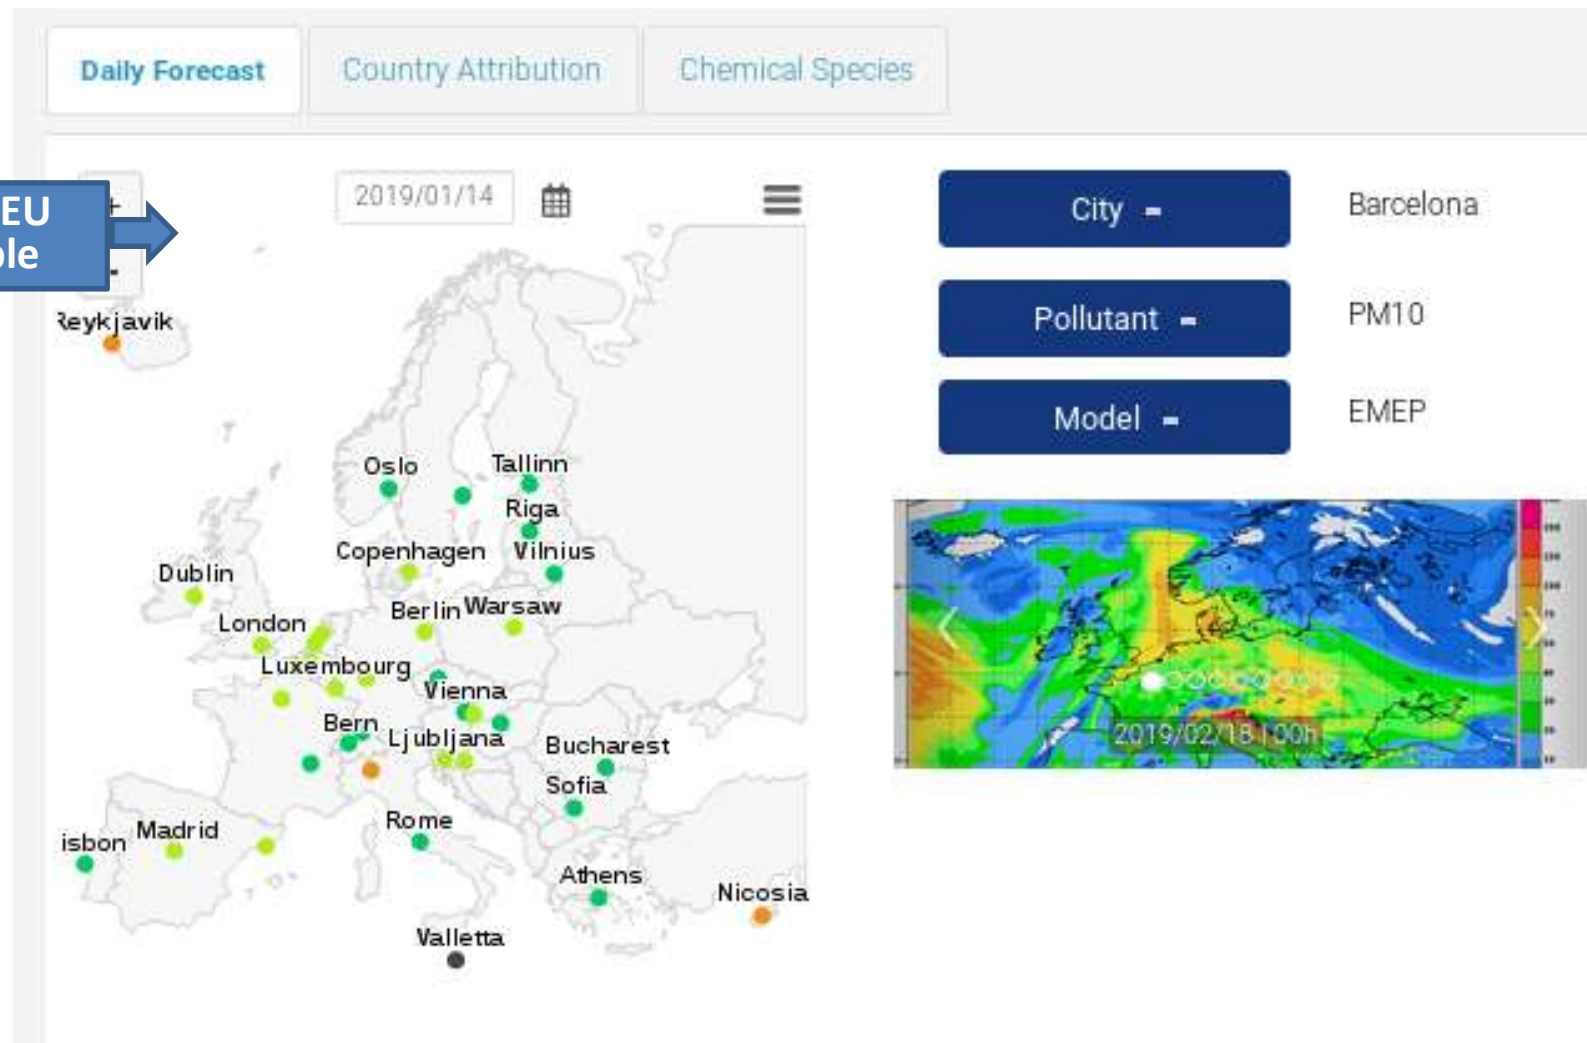 Daily Forecast
Country Attribution
Chemical Species
EU
ble
+
-
2019/01/14
City -
Barcelona
Pollutant -
PM10
Model -
EMEP
Reykjavik
Oslo
Tallinn
Riga
Copenhagen
Vilnius
Dublin
Berlin
Warsaw
London
Luxembourg
Vienna
Bern
Ljubljana
Bucharest
Sofia
Madrid
isbon
Rome
Athens
Nicosia
Valletta
2019/02/18 | 00h